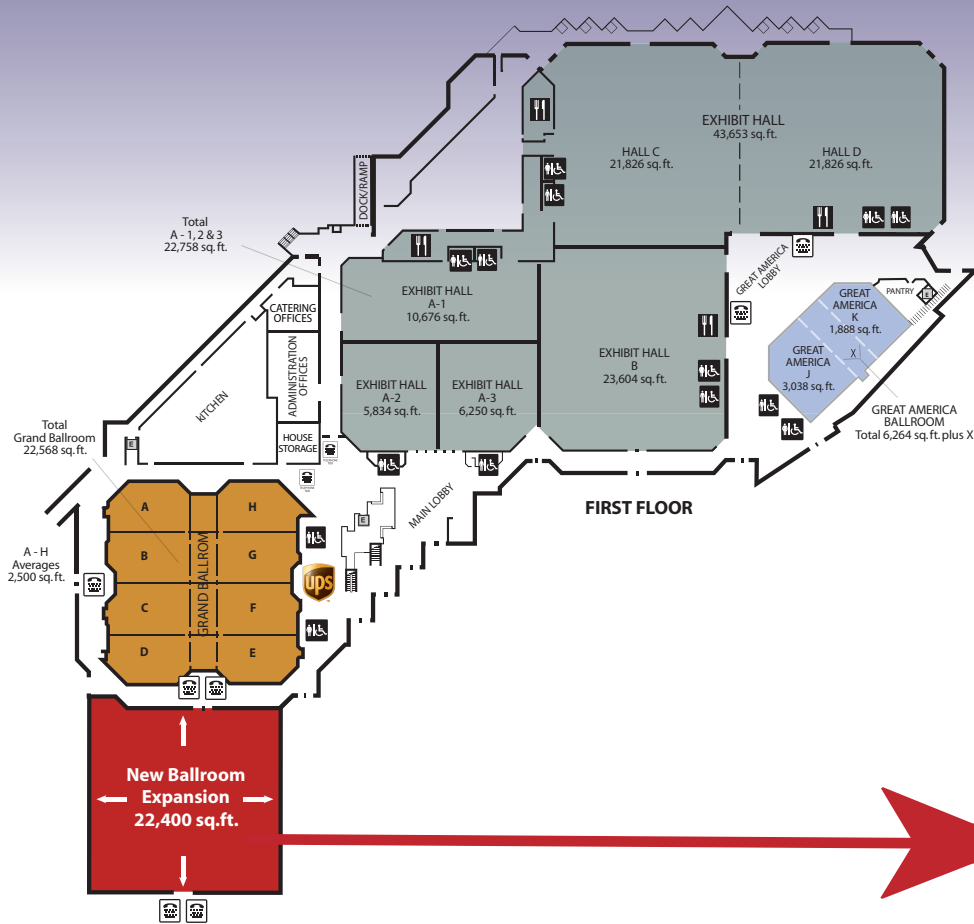 EXHIBIT HALL
43,653 sq.ft.
HALL C
21,826 sq.ft.
HALL D
21,826 sq.ft.
DOCK/RAMP
Total
A - 1, 2 & 3
22,758 sq.ft.
GREAT AMERICA
LOBBY
EXHIBIT HALL
A-1
10,676 sq.ft.
CATERING
OFFICES
PANTRY
E
GREAT
AMERICA
K
1,888 sq.ft.
ADMINISTRATION
OFFICES
EXHIBIT HALL
B
23,604 sq.ft.
GREAT
AMERICA
J
3,038 sq.ft.
X
EXHIBIT HALL
A-2
5,834 sq.ft.
EXHIBIT HALL
A-3
6,250 sq.ft.
kITCHEN
GREAT AMERICA
BALLROOM
Total 6,264 sq.ft. plus X
Total
Grand Ballroom
22,568 sq.ft.
E
HOUSE
STORAGE
MAIN LOBBY
FIRST FLOOR
E
A
H
B
G
GRAND BALLROM
C
F
D
E
A - H
Averages
2,500 sq.ft.
ups
New Ballroom
Expansion
22,400 sq.ft.